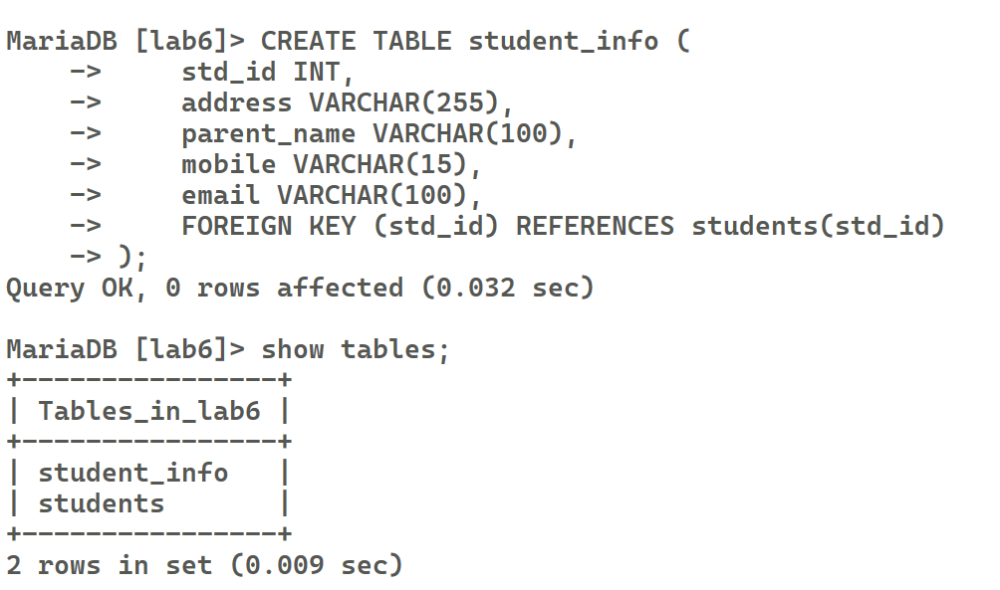 MariaDB [lab6]> CREATE TABLE student_info (
    ->     std_id INT,
    ->     address VARCHAR(255),
    ->     parent_name VARCHAR(100),
    ->     mobile VARCHAR(15),
    ->     email VARCHAR(100),
    ->     FOREIGN KEY (std_id) REFERENCES students(std_id)
    -> );
Query OK, 0 rows affected (0.032 sec)

MariaDB [lab6]> show tables;
+----------------+
| Tables_in_lab6 |
+----------------+
| student_info   |
| students       |
+----------------+
2 rows in set (0.009 sec)